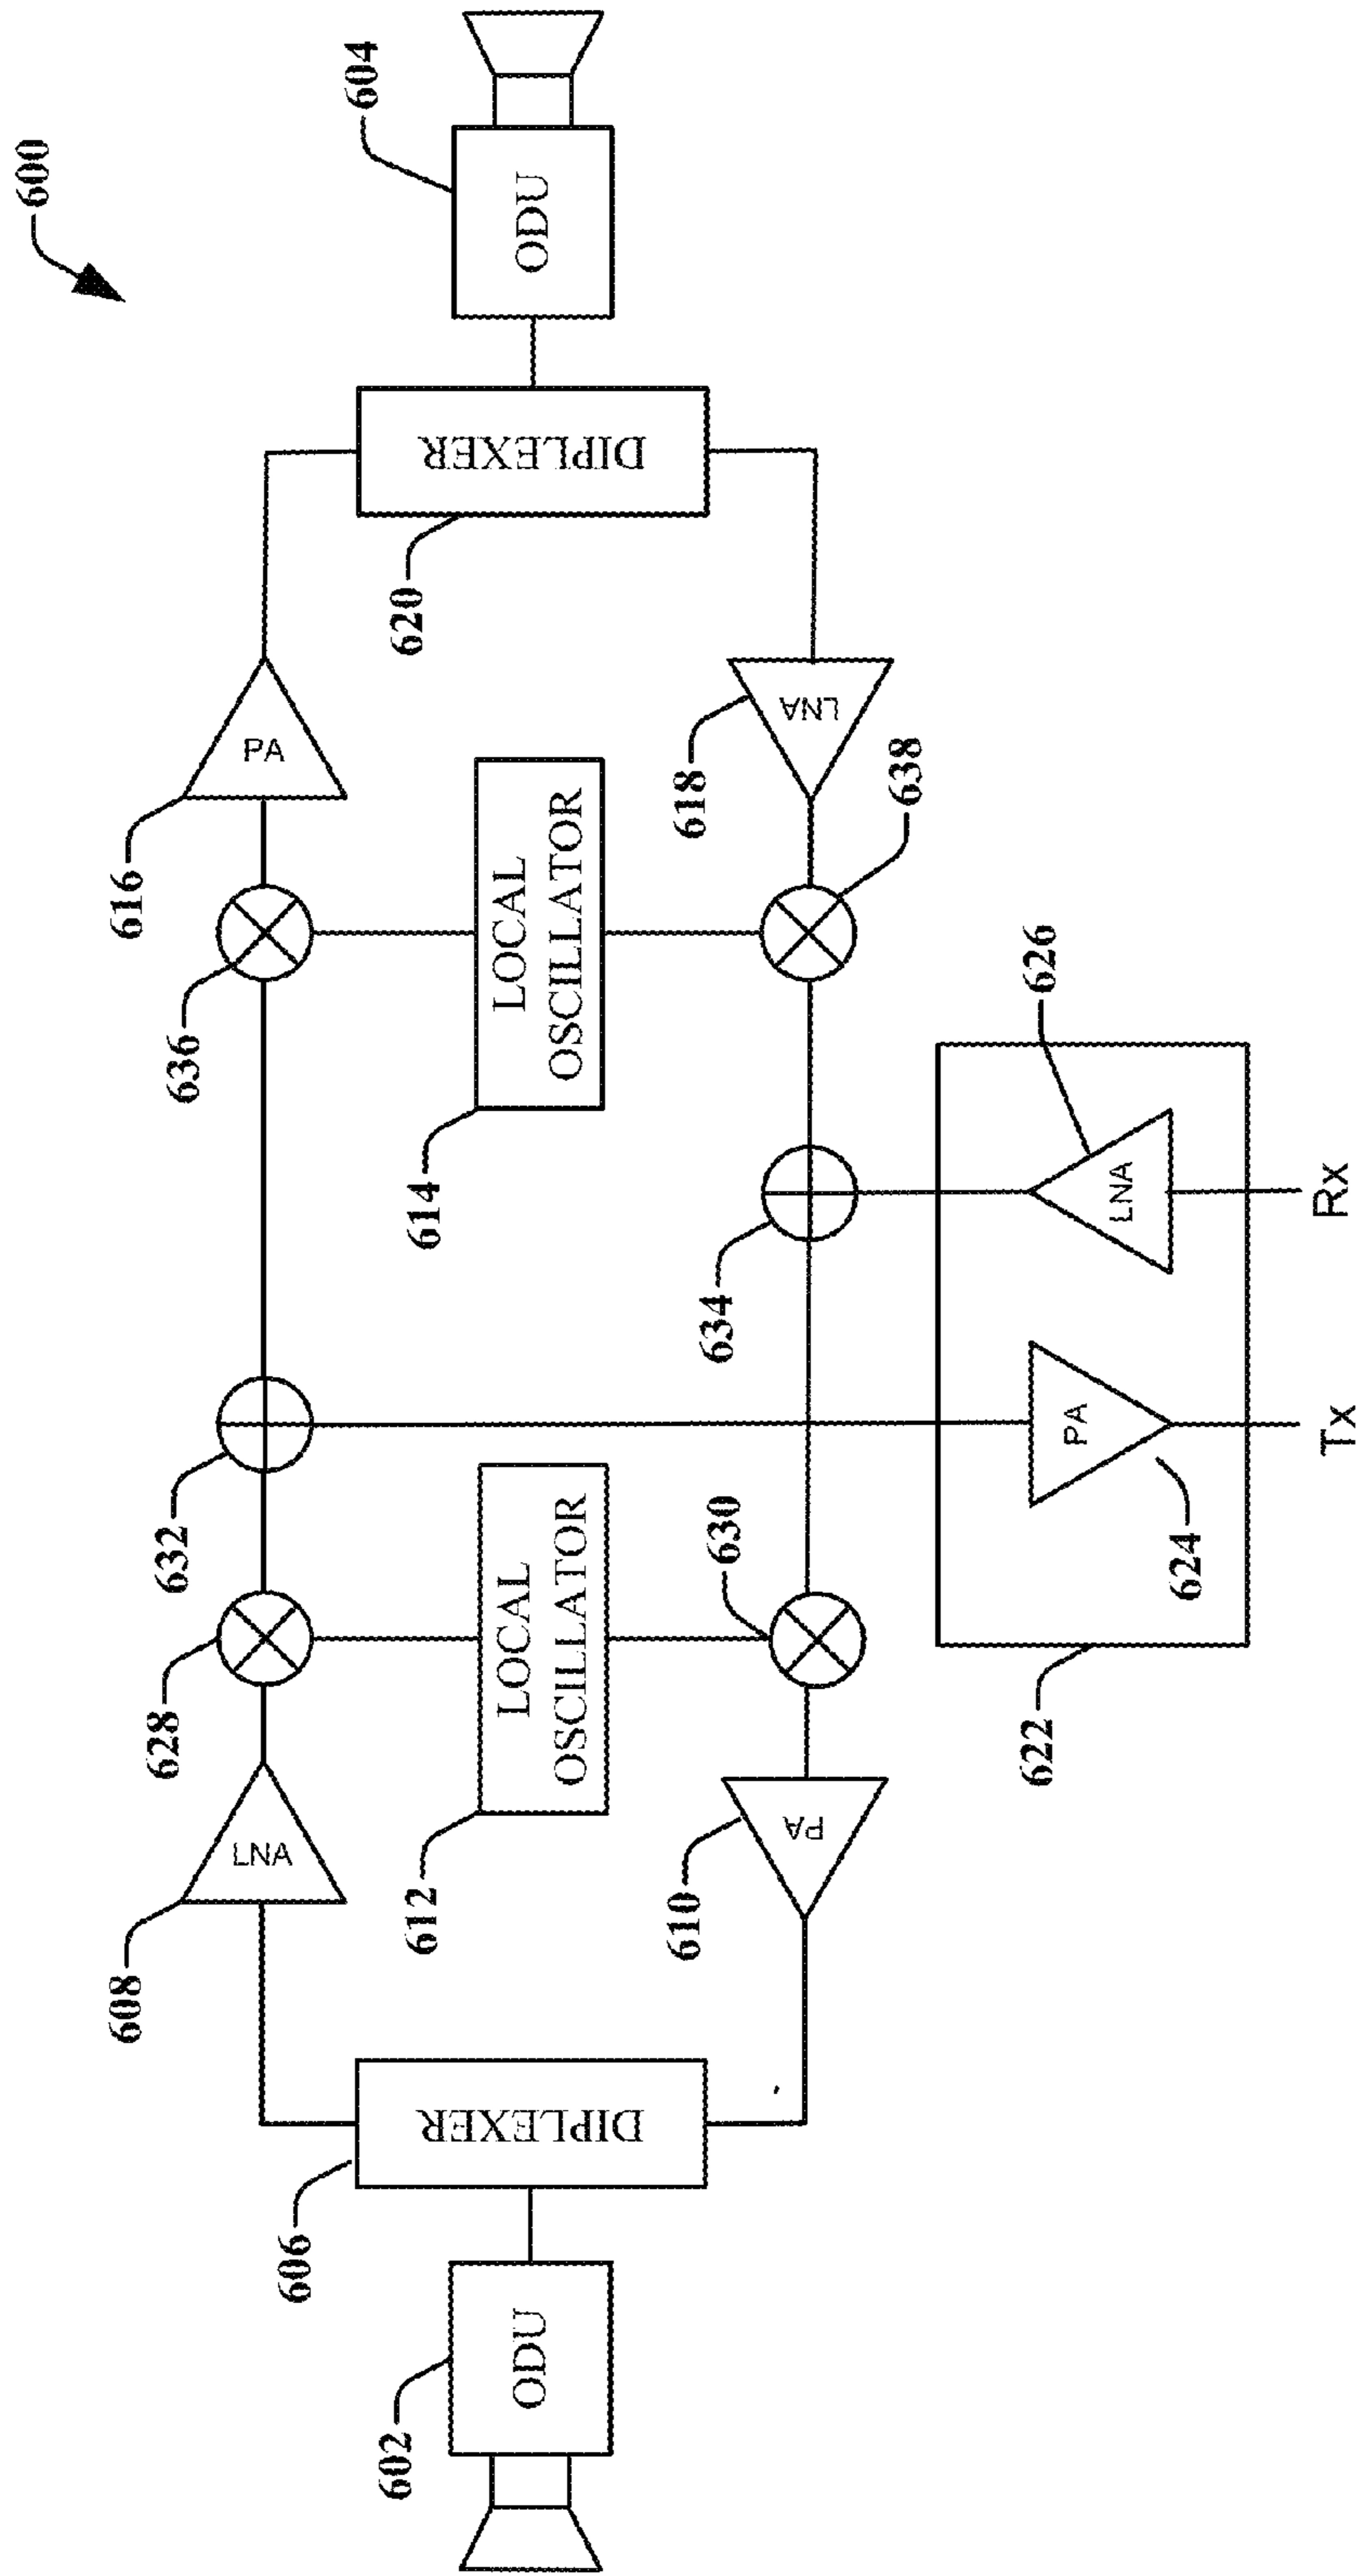 600
608
628
632
636
616
LNA
PA
606
604
602
612
614
620
ODU
DIPLEXER
LOCAL
OSCILLATOR
LOCAL
OSCILLATOR
DIPLEXER
ODU
610
630
634
618
PA
LNA
638
622
624
PA
LNA
626
Tx
Rx